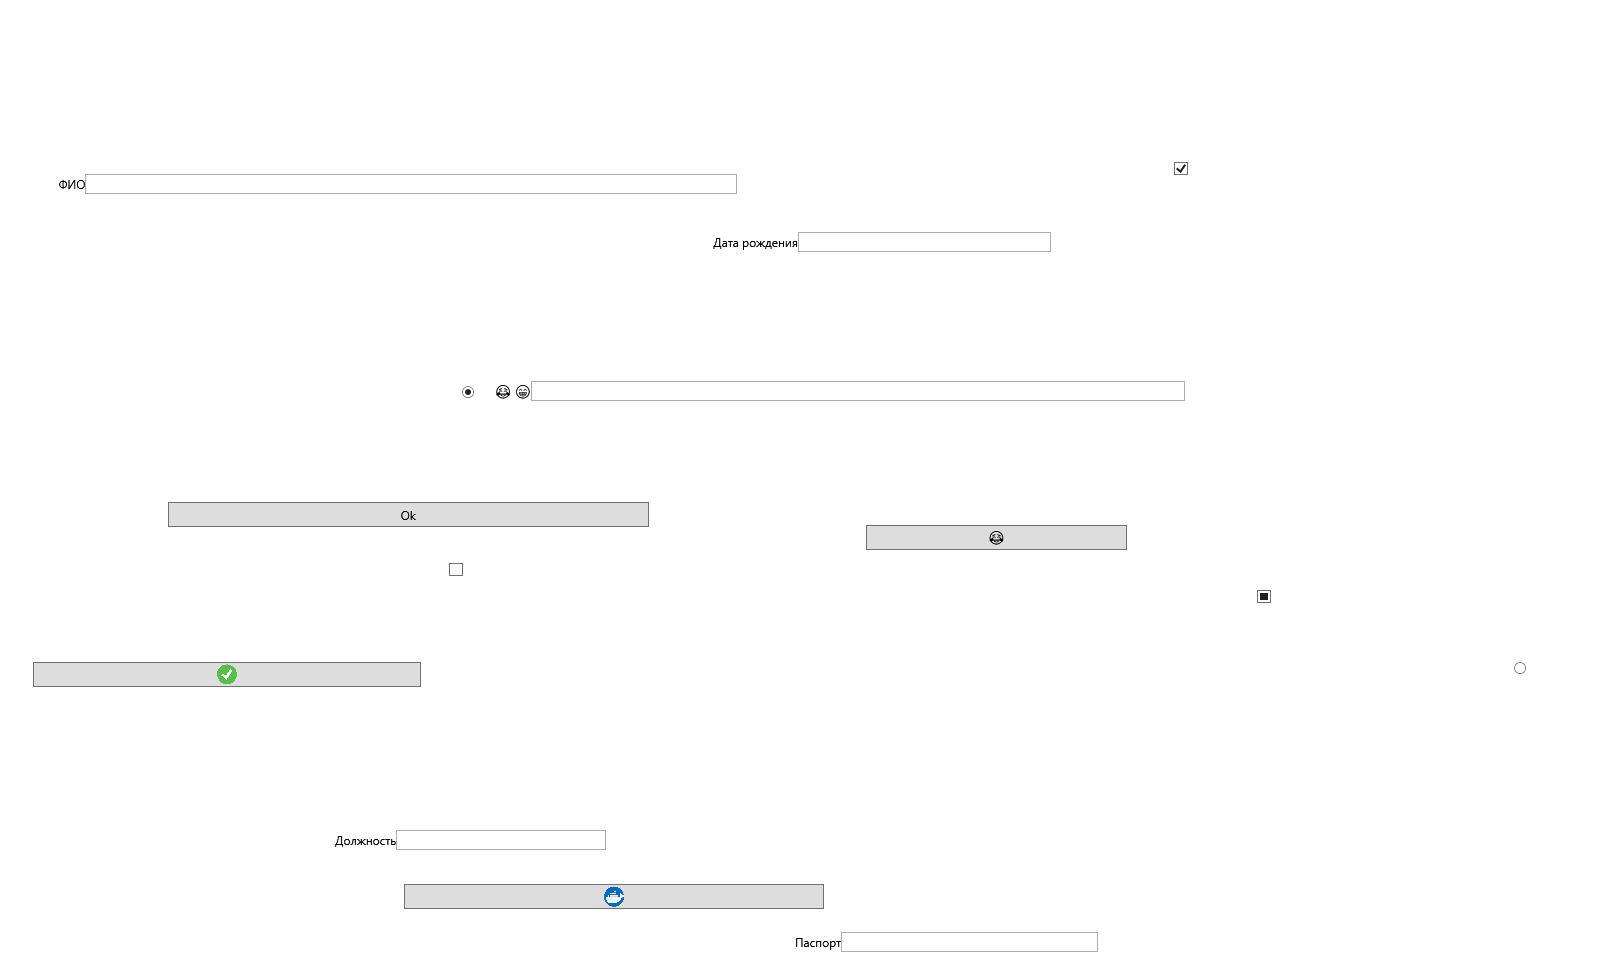 ФИО
Дата рождения
Ok
Должность
Паспорт